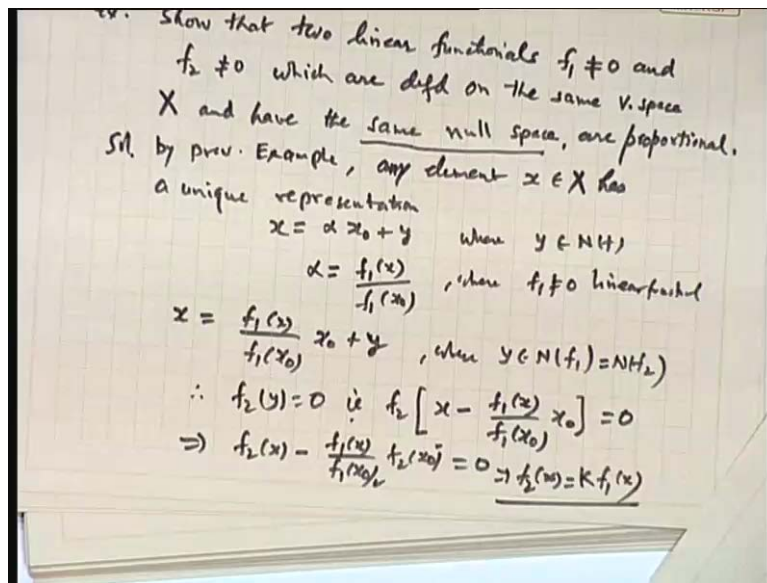 Ex. Show that two linear functionals f₁ ≠ 0 and
f₂ ≠ 0 which are defd on the same v. space
X and have the same null space, are proportional.
Sol. by prev. Example, any element x ∈ X has
a unique representation
x = α x₀ + y where y ∈ N(f)
α = f₁(x) / f₁(x₀) , where f₁ ≠ 0 linear
x = f₁(x) / f₁(x₀) x₀ + y , when y ∈ N(f₁) = N(f₂)
∴ f₂(y) = 0 ie f₂ [ x - f₁(x) / f₁(x₀) x₀ ] = 0
⇒ f₂(x) - f₁(x) / f₁(x₀) f₂(x₀) = 0 ⇒ f₂(x) = K f₁(x)